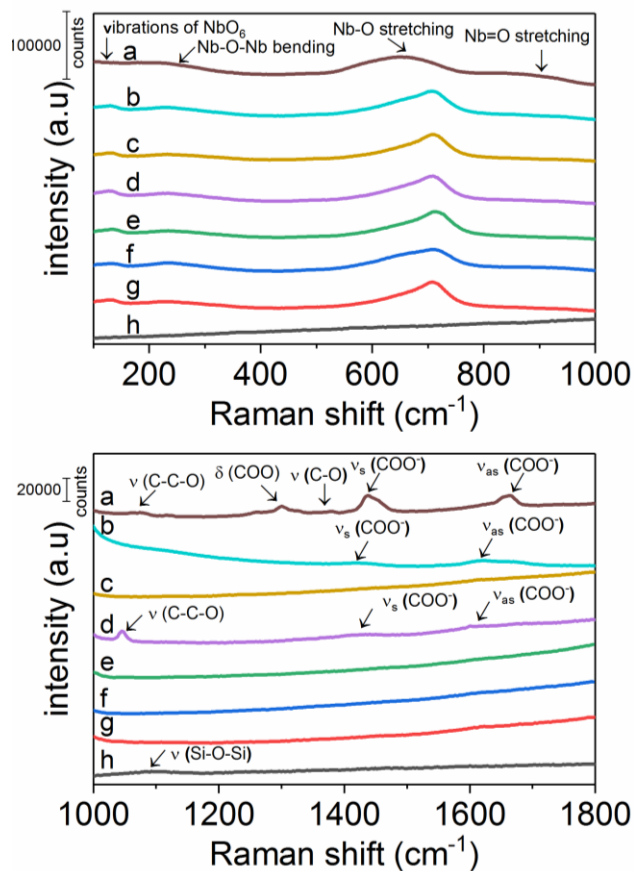 100000
counts
vibrations of NbO₆
Nb-O-Nb bending
Nb-O stretching
Nb=O stretching
a
b
c
d
e
f
g
h
intensity (a.u)
200 400 600 800 1000
Raman shift (cm⁻¹)
20000
counts
a
ν (C-C-O)
δ (COO)
ν (C-O)
νₛ (COO⁻)
νₐₛ (COO⁻)
b
νₛ (COO⁻)
νₐₛ (COO⁻)
c
d
ν (C-C-O)
νₛ (COO⁻)
νₐₛ (COO⁻)
e
f
g
h
ν (Si-O-Si)
intensity (a.u)
1000 1200 1400 1600 1800
Raman shift (cm⁻¹)